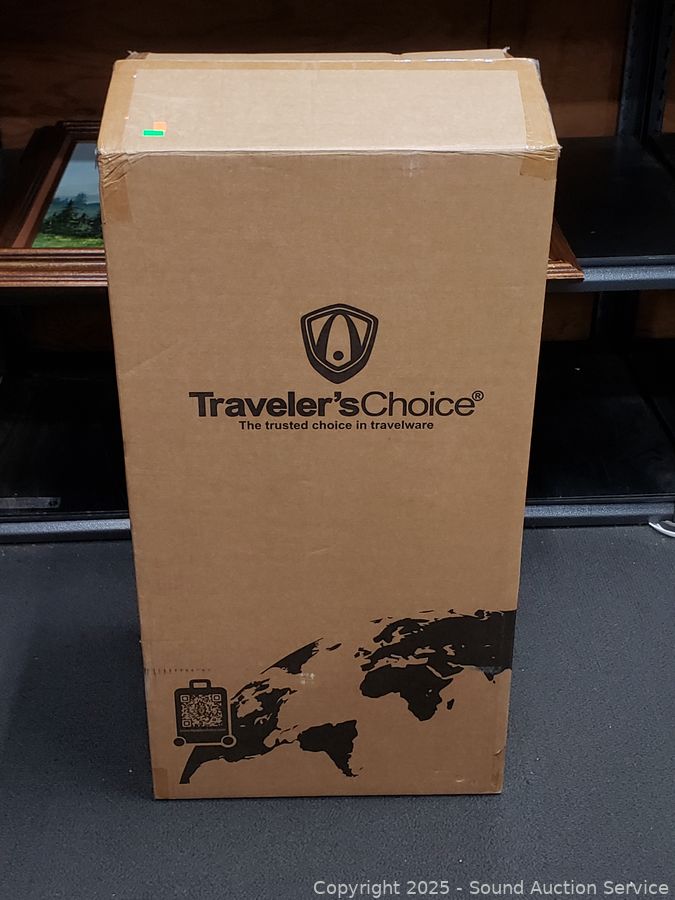 Traveler'sChoice®
The trusted choice in travelware
Copyright 2025 - Sound Auction Service